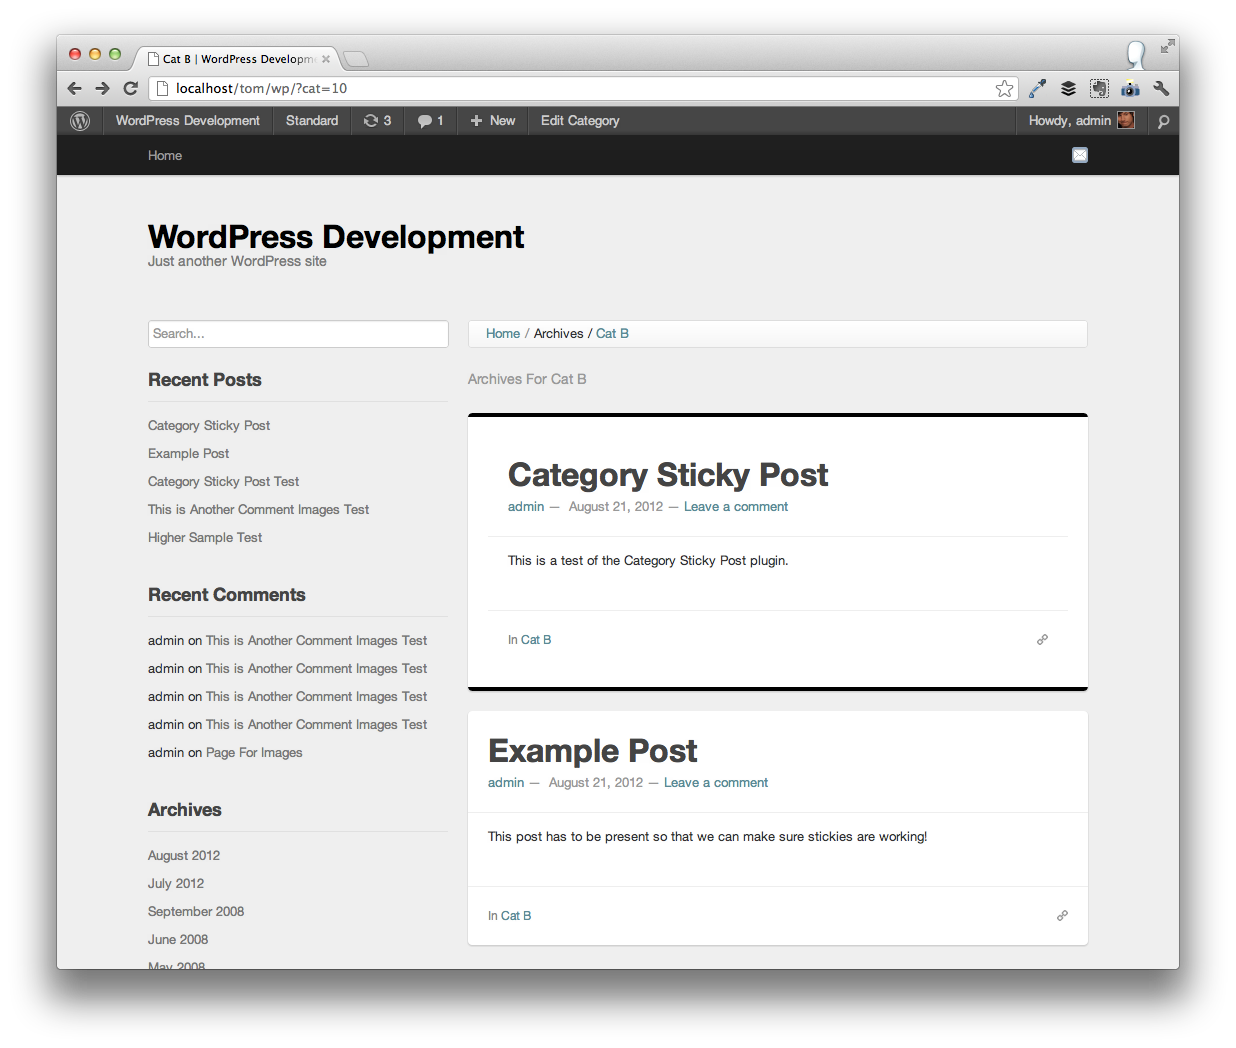 Cat B | WordPress Developm
localhost/tom/wp/?cat=10
WordPress Development Standard 3 1 New Edit Category Howdy, admin
Home
WordPress Development
Just another WordPress site
Search...
Recent Posts
Category Sticky Post
Example Post
Category Sticky Post Test
This is Another Comment Images Test
Higher Sample Test
Recent Comments
admin on This is Another Comment Images Test
admin on This is Another Comment Images Test
admin on This is Another Comment Images Test
admin on This is Another Comment Images Test
admin on Page For Images
Archives
August 2012
July 2012
September 2008
June 2008
May 2008
Home / Archives / Cat B
Archives For Cat B
Category Sticky Post
admin — August 21, 2012 — Leave a comment
This is a test of the Category Sticky Post plugin.
In Cat B
Example Post
admin — August 21, 2012 — Leave a comment
This post has to be present so that we can make sure stickies are working!
In Cat B